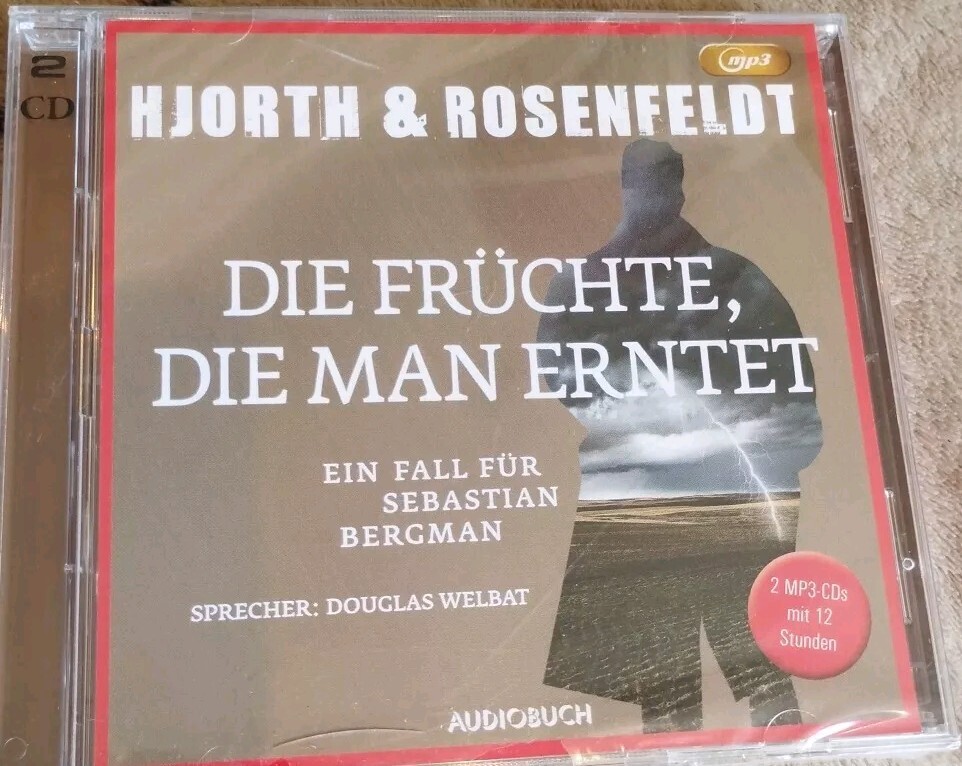 2
CD
mp3
HJORTH & ROSENFELDT
DIE FRÜCHTE,
DIE MAN ERNTET
EIN FALL FÜR
SEBASTIAN
BERGMAN
SPRECHER: DOUGLAS WELBAT
2 MP3-CDs
mit 12
Stunden
AUDIOBUCH